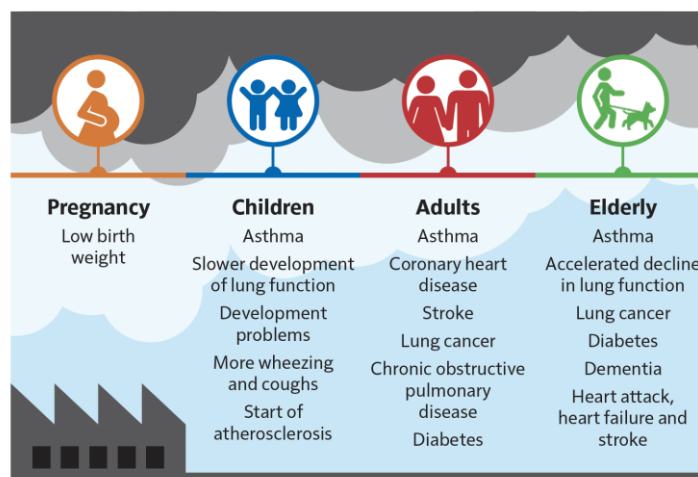 Pregnancy
Low birth
weight
Children
Asthma
Slower development
of lung function
Development
problems
More wheezing
and coughs
Start of
atherosclerosis
Adults
Asthma
Coronary heart
disease
Stroke
Lung cancer
Chronic obstructive
pulmonary
disease
Diabetes
Elderly
Asthma
Accelerated decline
in lung function
Lung cancer
Diabetes
Dementia
Heart attack,
heart failure and
stroke